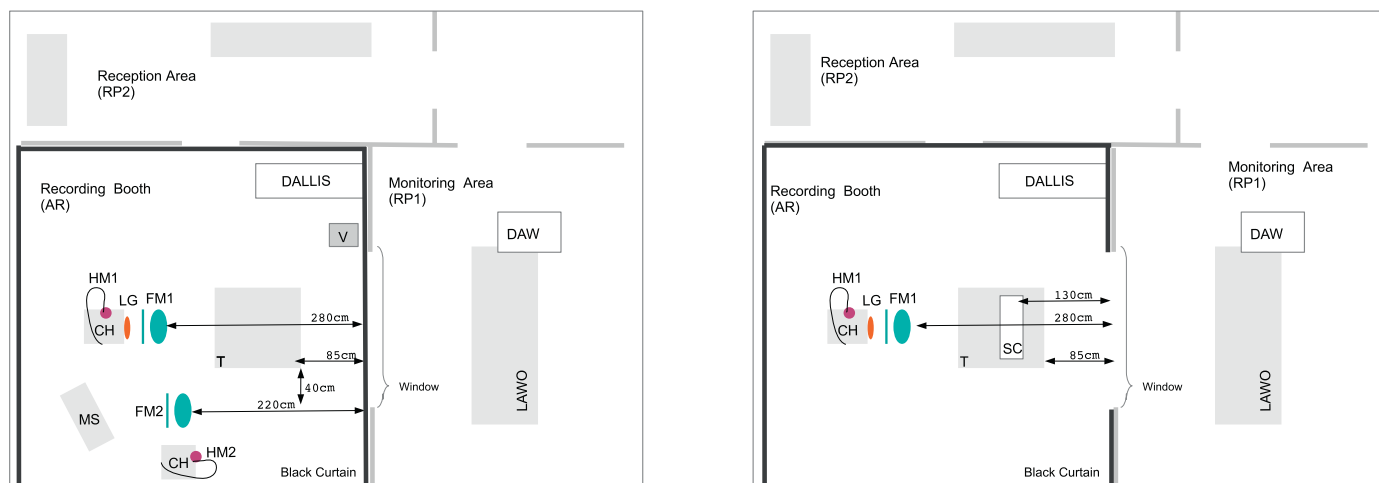 Reception Area
(RP2)
Recording Booth
(AR)
DALLIS
Monitoring Area
(RP1)
V
DAW
HM1
LG
FM1
CH
280cm
T
85cm
40cm
Window
LAWO
FM2
220cm
MS
CH
HM2
Black Curtain
Reception Area
(RP2)
Recording Booth
(AR)
DALLIS
Monitoring Area
(RP1)
DAW
HM1
LG
FM1
CH
130cm
280cm
SC
T
85cm
Window
LAWO
Black Curtain